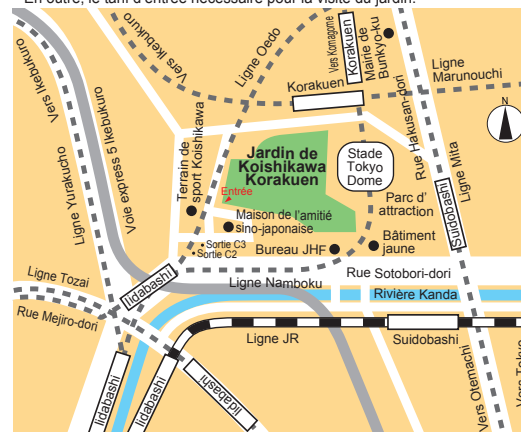 En outre, le tarif d'entrée nécessaire pour la visite du jardin.
Vers Ikebukuro
Vers Ikebukuro
Ligne Oedo
Vers Komagome
Korakuen
Mairie de
Bunkyo-ku
Ligne
Marunouchi
Korakuen
N
Ligne Yurakucho
Voie express 5 Ikebukuro
Terrain de
sport Koishikawa
Jardin de
Koishikawa
Korakuen
Entrée
Stade
Tokyo
Dome
Rue Hakusan-dori
Ligne Mita
Suidobashi
Parc d'
attraction
Maison de l'amitié
sino-japonaise
Sortie C3
Sortie C2
Bureau JHF
Bâtiment
jaune
Ligne Tozai
Iidabashi
Ligne Namboku
Rue Sotobori-dori
Rivière Kanda
Rue Mejiro-dori
Ligne JR
Suidobashi
Iidabashi
Iidabashi
Iidabashi
Vers Otemachi